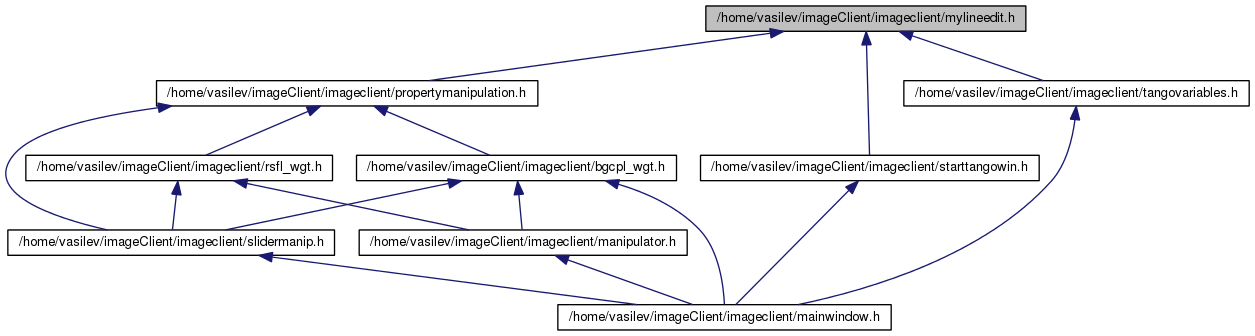 /home/vasilev/imageClient/imageclient/mylineedit.h
/home/vasilev/imageClient/imageclient/propertymanipulation.h
/home/vasilev/imageClient/imageclient/tangovariables.h
/home/vasilev/imageClient/imageclient/rsfl_wgt.h
/home/vasilev/imageClient/imageclient/bgcpl_wgt.h
/home/vasilev/imageClient/imageclient/starttangowin.h
/home/vasilev/imageClient/imageclient/slidermanip.h
/home/vasilev/imageClient/imageclient/manipulator.h
/home/vasilev/imageClient/imageclient/mainwindow.h